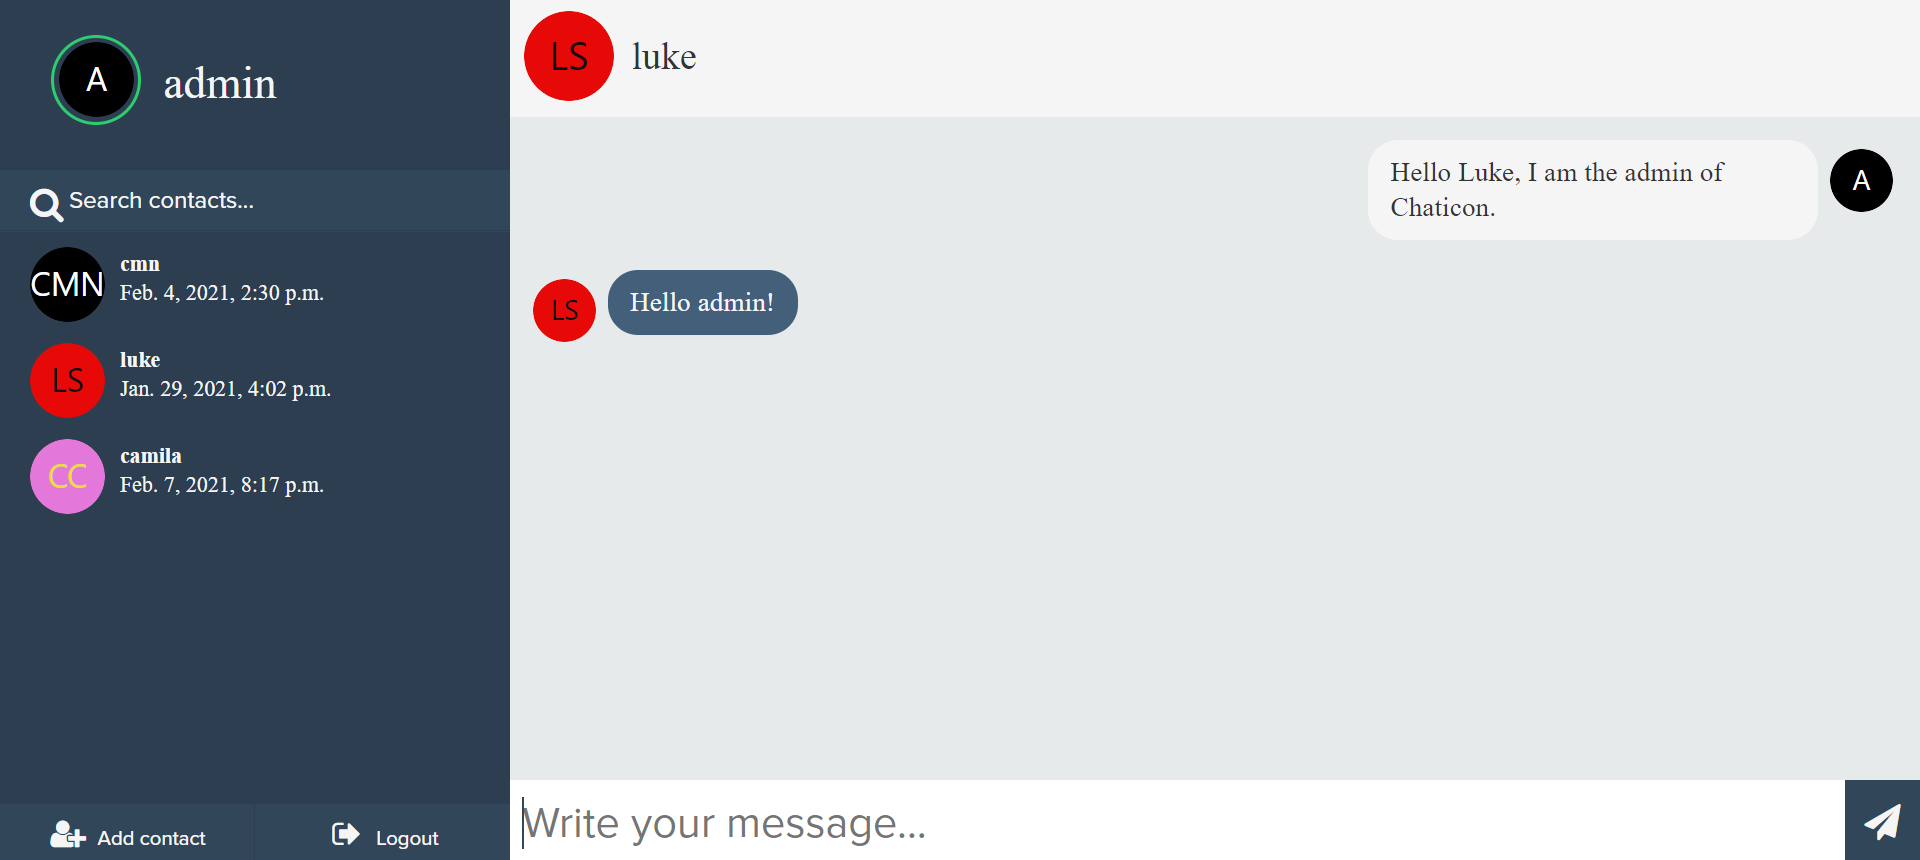 A
admin
Search contacts...
CMN
cmn
Feb. 4, 2021, 2:30 p.m.
LS
luke
Jan. 29, 2021, 4:02 p.m.
CC
camila
Feb. 7, 2021, 8:17 p.m.
Add contact
Logout
LS
luke
Hello Luke, I am the admin of
Chaticon.
A
LS
Hello admin!
Write your message...